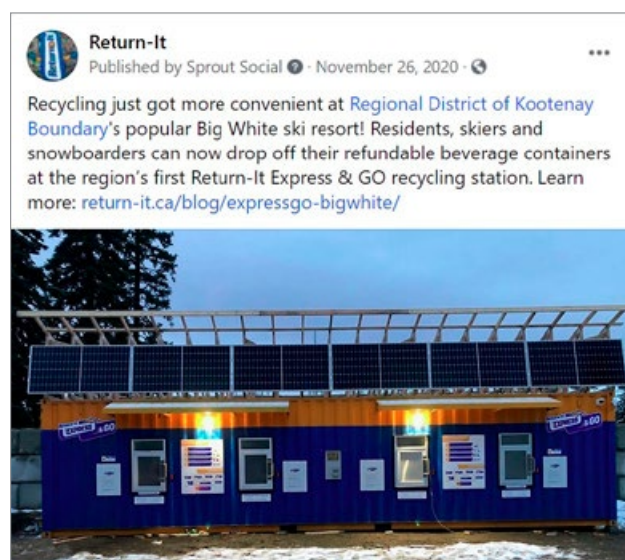 Return-It
Published by Sprout Social · November 26, 2020 ·
Recycling just got more convenient at Regional District of Kootenay
Boundary's popular Big White ski resort! Residents, skiers and
snowboarders can now drop off their refundable beverage containers
at the region's first Return-It Express & GO recycling station. Learn
more: return-it.ca/blog/expressgo-bigwhite/
EXPRESS & GO
EXPRESS & GO